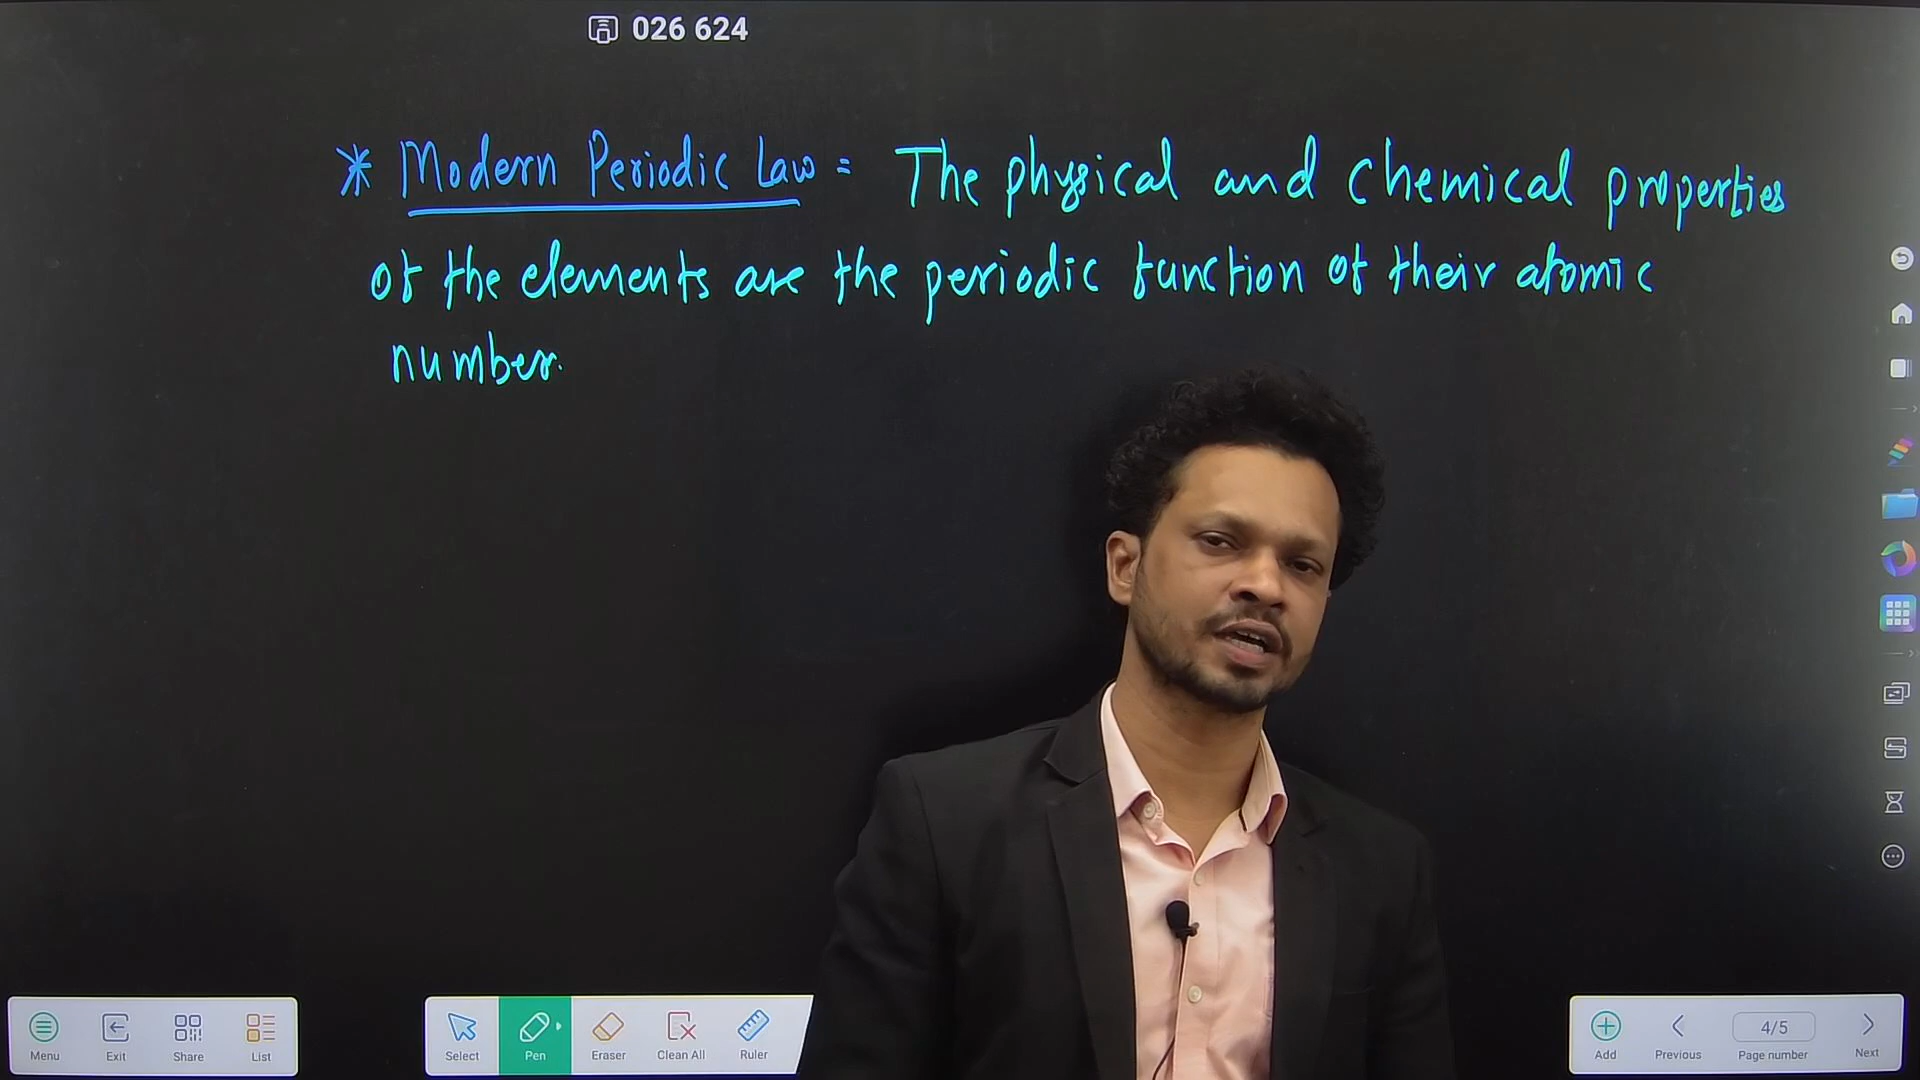 026 624
* Modern Periodic Law = The physical and chemical properties
of the elements are the periodic function of their atomic
number.
Menu Exit Share List Select Pen Eraser Clean All Ruler Add Previous 4/5 Page number Next